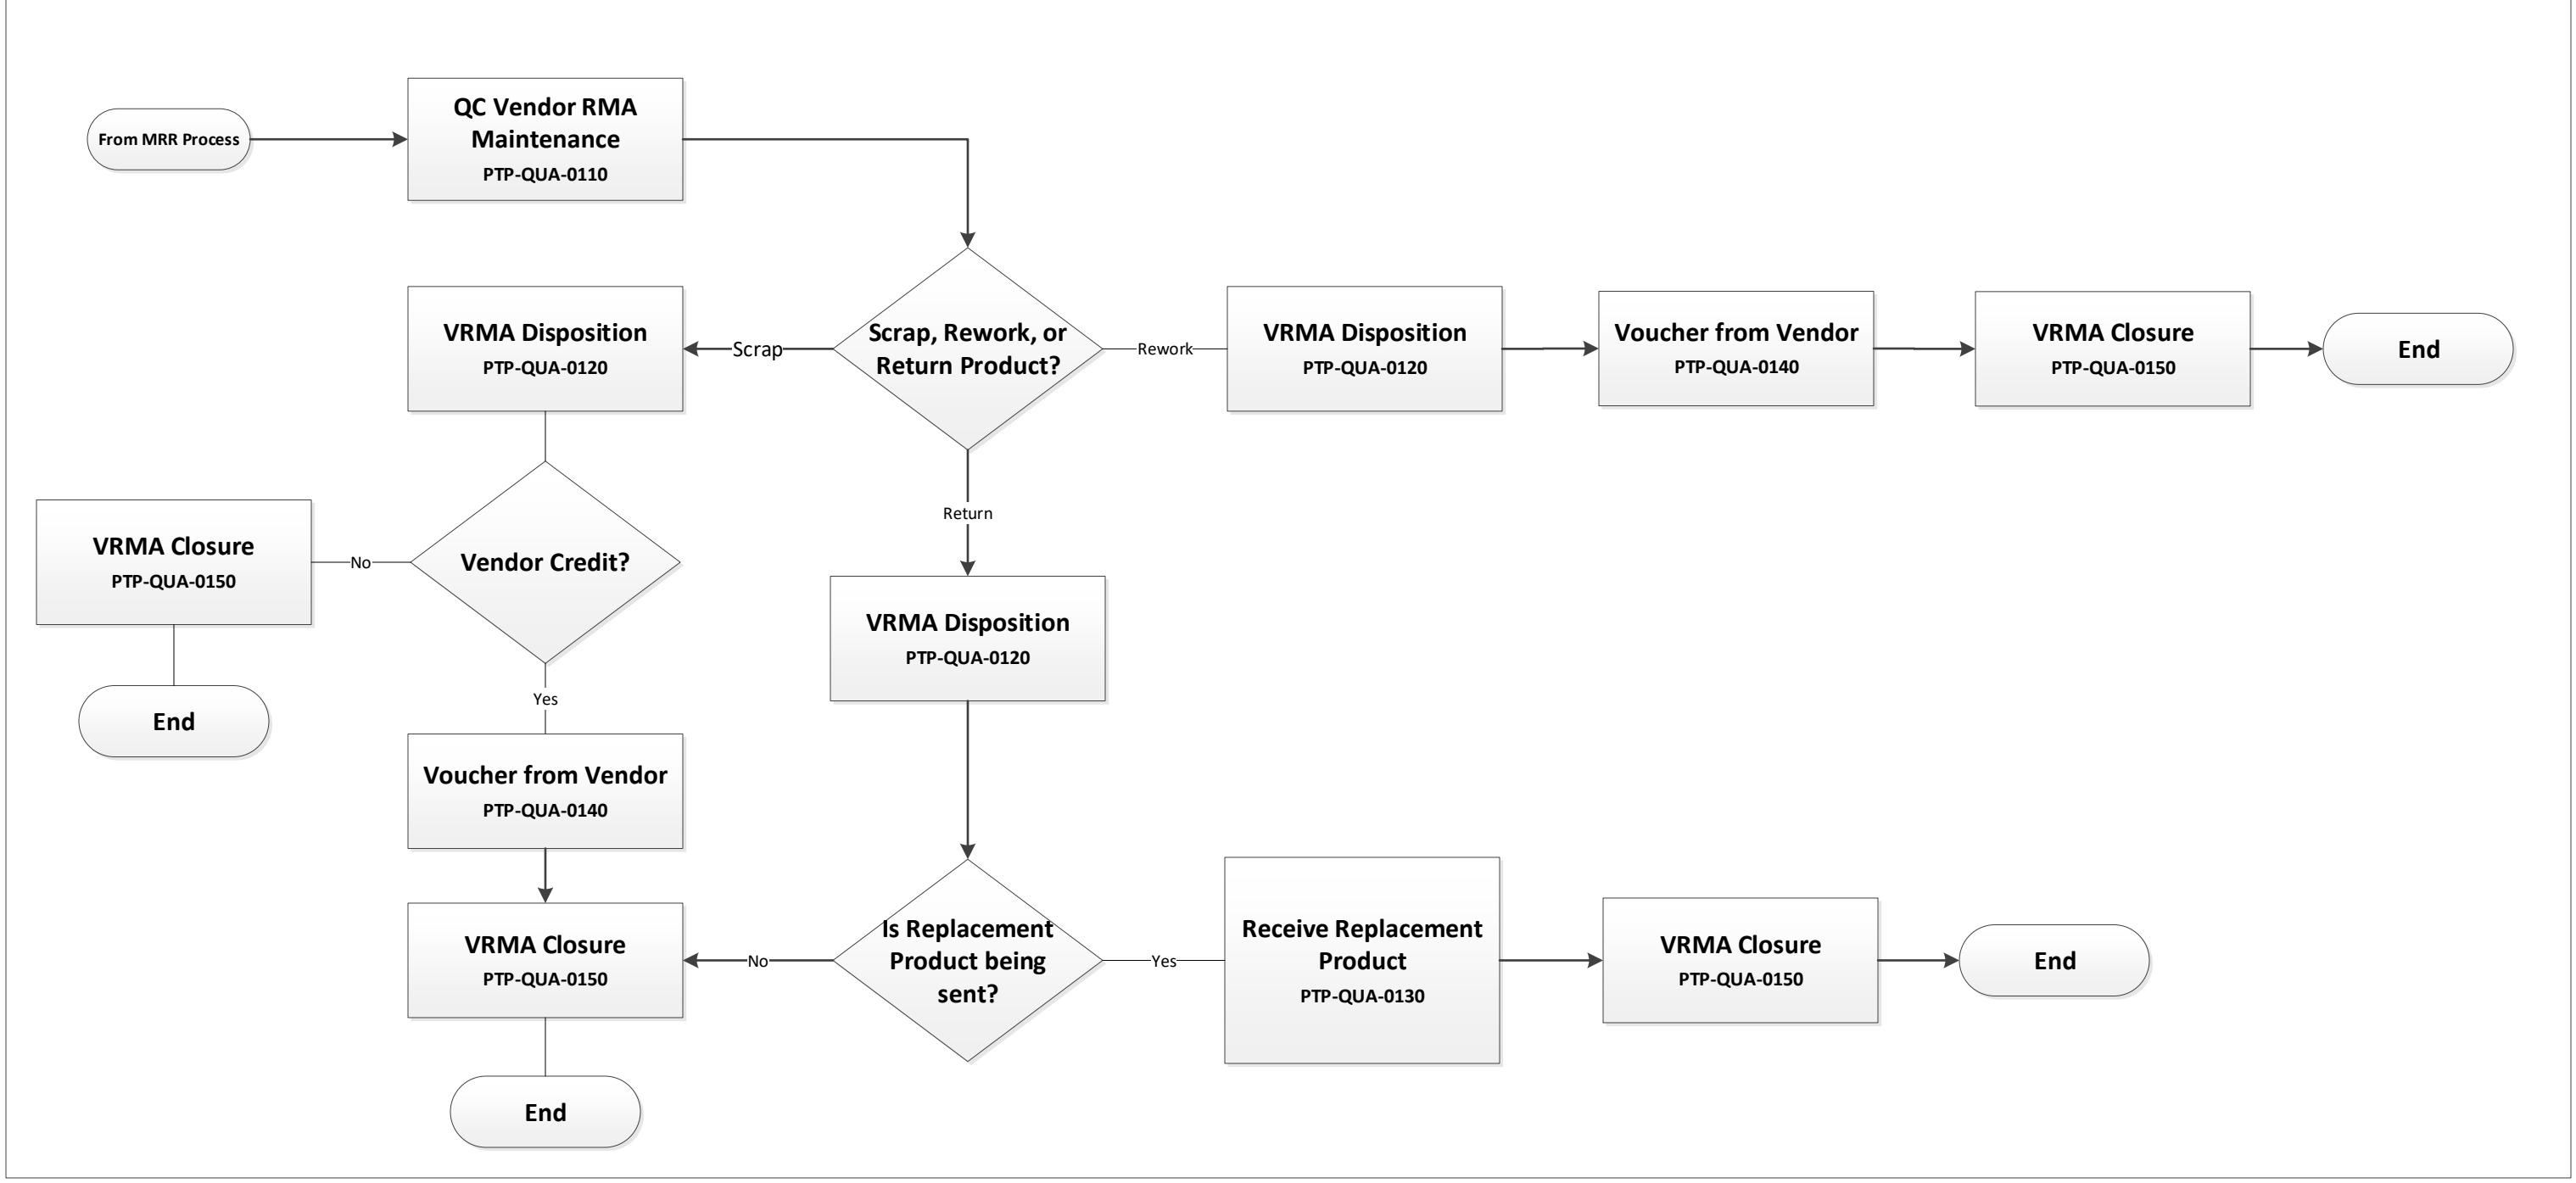 From MRR Process
QC Vendor RMA
Maintenance
PTP-QUA-0110
VRMA Disposition
PTP-QUA-0120
Scrap
Scrap, Rework, or
Return Product?
Rework
VRMA Disposition
PTP-QUA-0120
Voucher from Vendor
PTP-QUA-0140
VRMA Closure
PTP-QUA-0150
End
Return
VRMA Closure
PTP-QUA-0150
No
Vendor Credit?
VRMA Disposition
PTP-QUA-0120
End
Yes
Voucher from Vendor
PTP-QUA-0140
VRMA Closure
PTP-QUA-0150
No
Is Replacement
Product being
sent?
Yes
Receive Replacement
Product
PTP-QUA-0130
VRMA Closure
PTP-QUA-0150
End
End